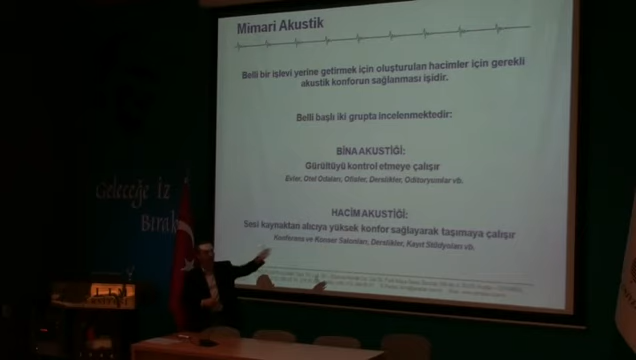 Mimari Akustik
Belli bir işlevi yerine getirmek için oluşturulan hacimler için gerekli
akustik konforun sağlanması işidir.
Belli başlı iki grupta incelenmektedir:
BİNA AKUSTİĞİ:
Gürültüyü kontrol etmeye çalışır
Evler, Otel Odaları, Ofisler, Derslikler, Oditoryumlar vb.
HACİM AKUSTİĞİ:
Sesi kaynaktan alıcıya yüksek konfor sağlayarak taşımaya çalışır
Konferans ve Konser Salonları, Derslikler, Kayıt Stüdyoları vb.
Geleceğe İz
Bırak